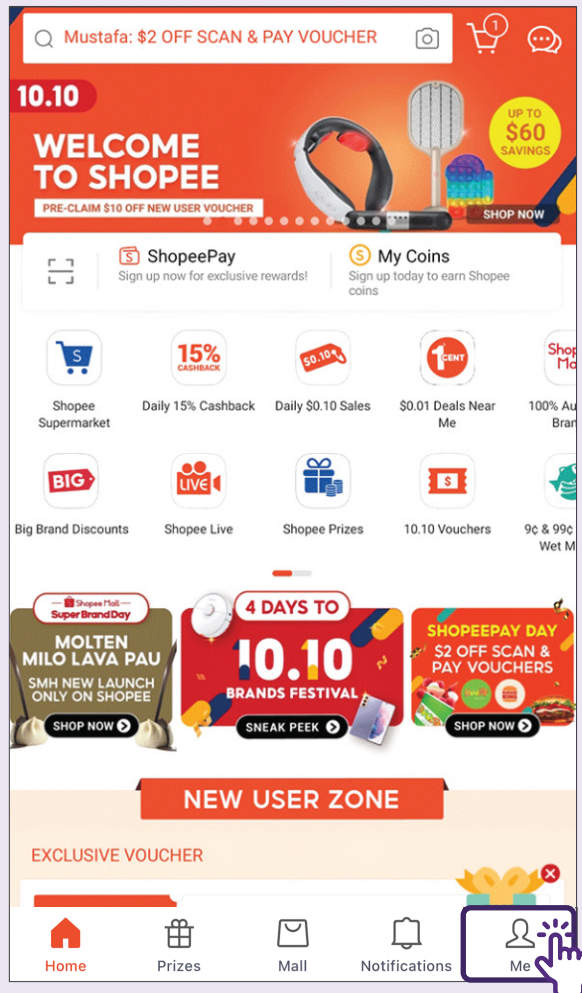 Mustafa: $2 OFF SCAN & PAY VOUCHER
1
10.10
WELCOME
TO SHOPEE
PRE-CLAIM $10 OFF NEW USER VOUCHER
UP TO
$60
SAVINGS
SHOP NOW
ShopeePay
Sign up now for exclusive rewards!
My Coins
Sign up today to earn Shopee
coins
15%
CASHBACK
$0.10
1
CENT
Shop
Ma
Shopee
Supermarket
Daily 15% Cashback
Daily $0.10 Sales
$0.01 Deals Near
Me
100% Au
Bran
BIG
LIVE
$
Big Brand Discounts
Shopee Live
Shopee Prizes
10.10 Vouchers
9¢ & 99¢
Wet M
Shopee Mall
Super Brand Day
MOLTEN
MILO LAVA PAU
SMH NEW LAUNCH
ONLY ON SHOPEE
SHOP NOW
4 DAYS TO
10.10
BRANDS FESTIVAL
SNEAK PEEK
SHOPEEPAY DAY
$2 OFF SCAN &
PAY VOUCHERS
SHOP NOW
NEW USER ZONE
EXCLUSIVE VOUCHER
Home
Prizes
Mall
Notifications
Me